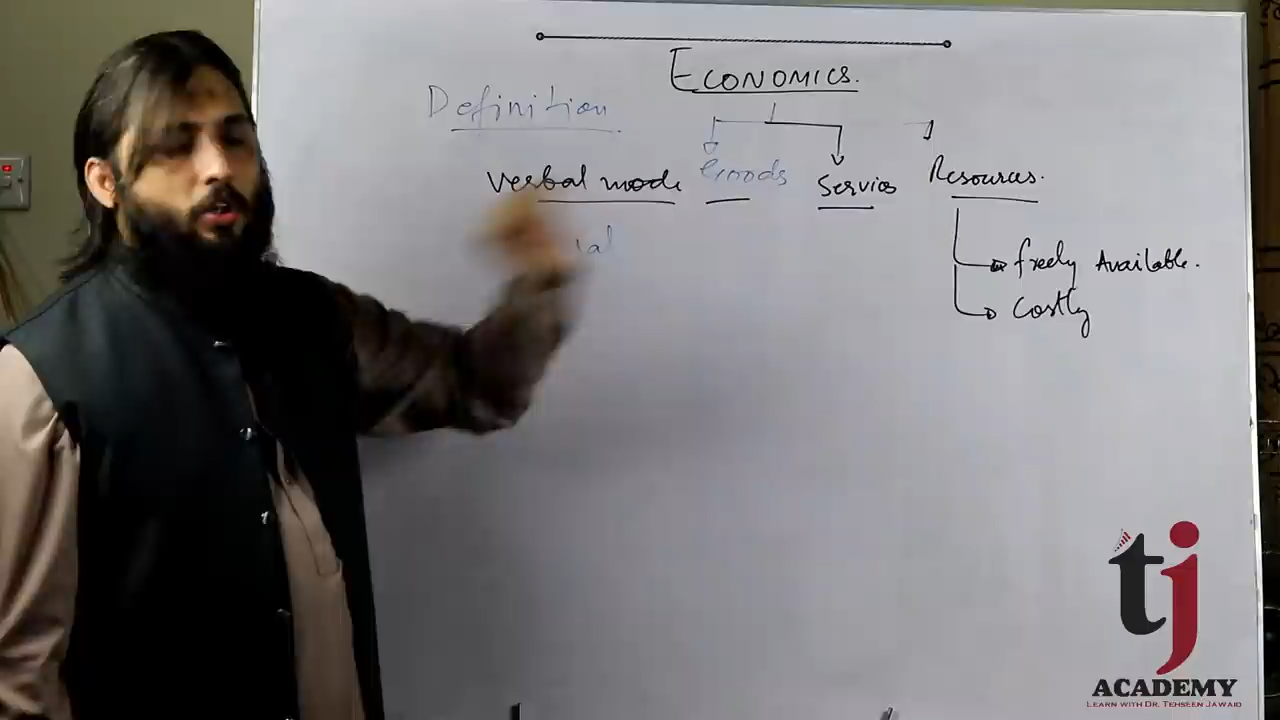 ECONOMICS.
Definition
Verbal mode Goods Services Resources.
freely Available.
Costly
tj
ACADEMY
LEARN WITH DR. TEHSEEN JAWAID